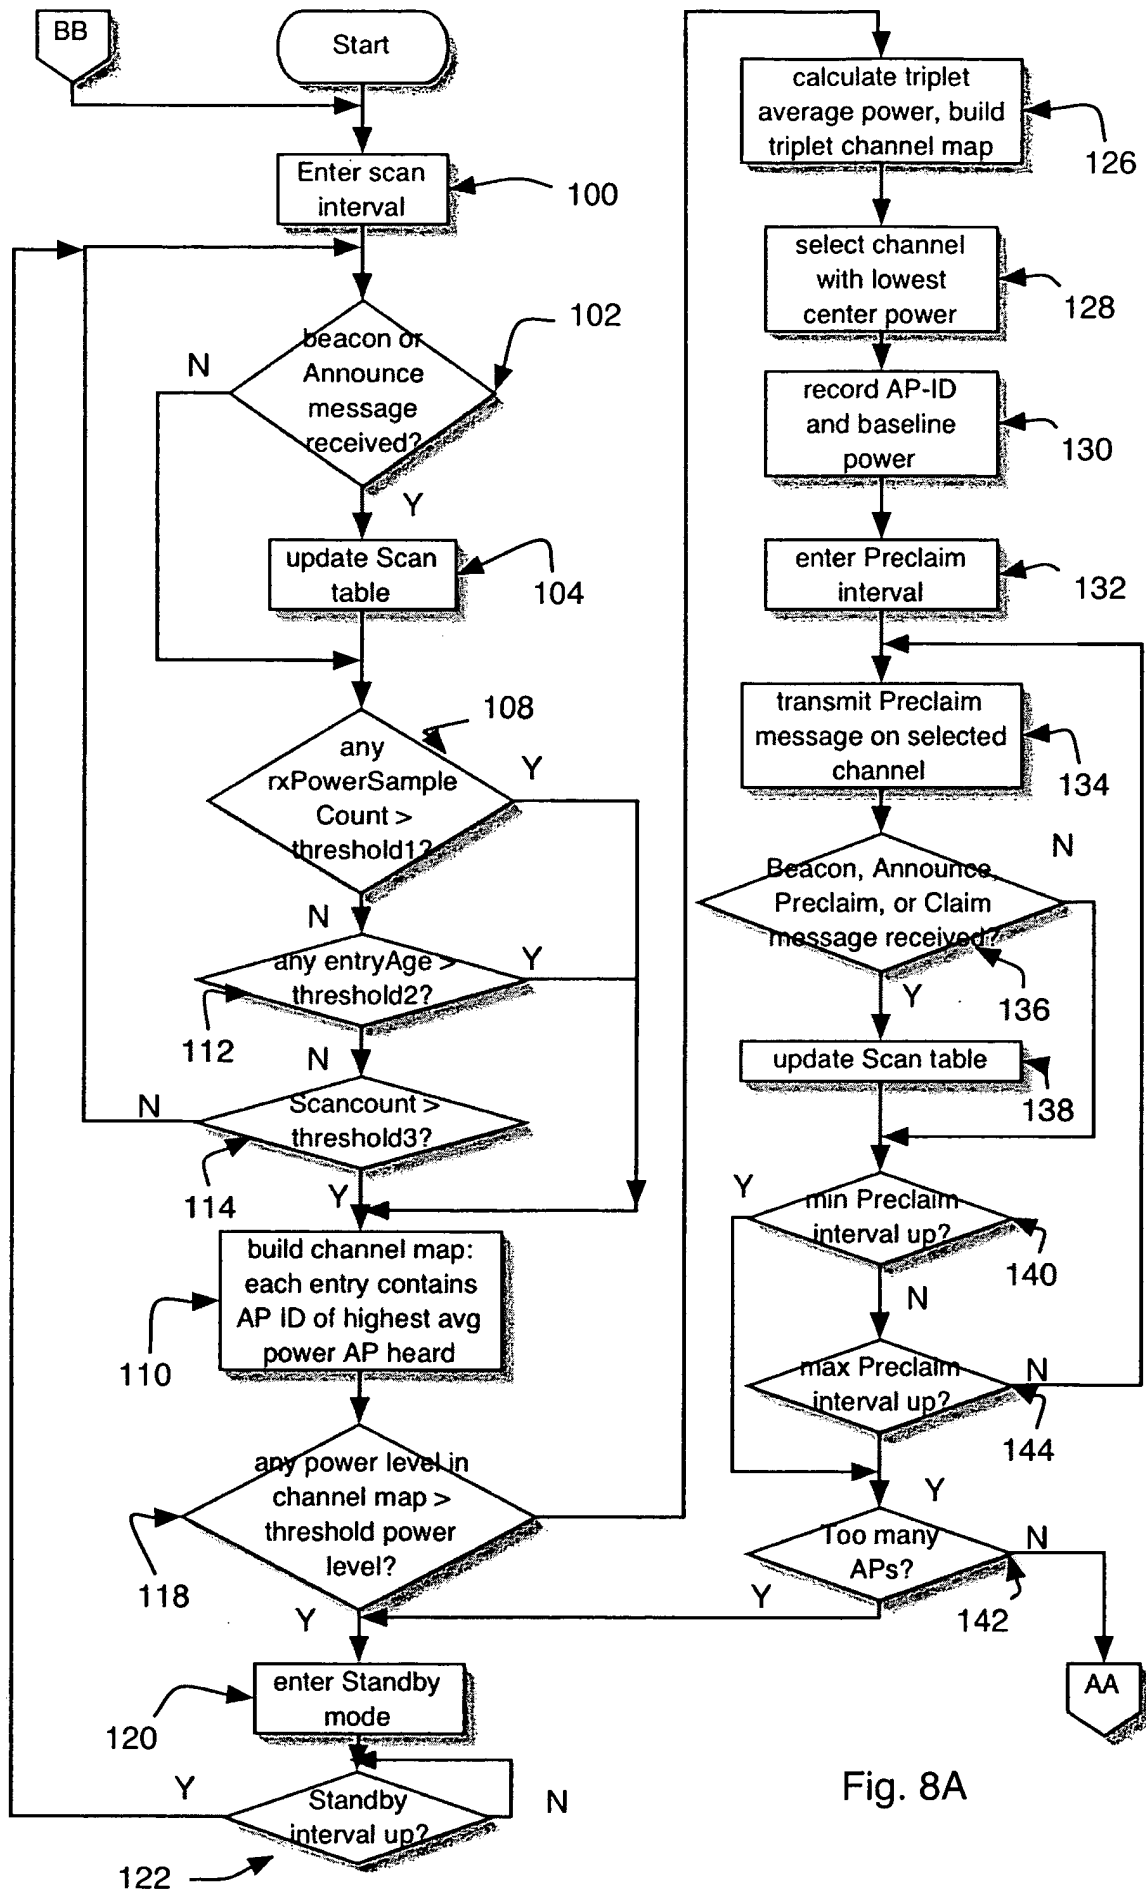 BB
Start
Enter scan
interval
100
beacon or
Announce
message
received?
102
N
Y
update Scan
table
104
any
rxPowerSample
Count >
threshold1?
108
Y
N
any entryAge >
threshold2?
Y
112
N
Scancount >
threshold3?
N
114
Y
build channel map:
each entry contains
AP ID of highest avg
power AP heard
110
any power level in
channel map >
threshold power
level?
118
Y
enter Standby
mode
120
Y
Standby
interval up?
N
122
calculate triplet
average power, build
triplet channel map
126
select channel
with lowest
center power
128
record AP-ID
and baseline
power
130
enter Preclaim
interval
132
transmit Preclaim
message on selected
channel
134
Beacon, Announce,
Preclaim, or Claim
message received?
N
136
Y
update Scan table
138
Y
min Preclaim
interval up?
140
N
max Preclaim
interval up?
N
144
Y
Too many
APs?
N
Y
142
AA
Fig. 8A